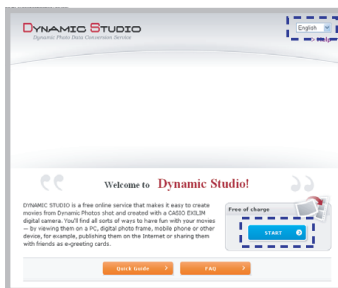 DYNAMIC STUDIO
Dynamic Photo Data Conversion Service
English
Help
Welcome to Dynamic Studio!
DYNAMIC STUDIO is a free online service that makes it easy to create
movies from Dynamic Photos shot and created with a CASIO EXILIM
digital camera. You'll find all sorts of ways to have fun with your movies
— by viewing them on a PC, digital photo frame, mobile phone or other
device, for example, publishing them on the Internet or sharing them
with friends as e-greeting cards.
Free of charge
START
Quick Guide
FAQ